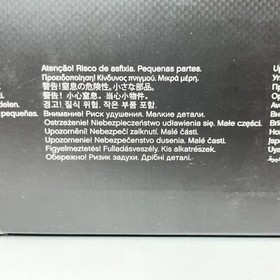 Atenção! Risco de asfixia. Pequenas partes.
Προειδοποίηση! Κίνδυνος πνιγμού. Μικρά μέρη.
警告! 窒息の危険性。小さな部品。
警告! 小心窒息。当心小物件。
경고! 질식 위험. 작은 부품 포함.
Внимание! Риск удушения. Мелкие детали.
Ostrzeżenie! Niebezpieczeństwo udławienia się. Małe części.
Upozornění! Nebezpečí zalknutí. Malé části.
Upozornenie! Nebezpečenstvo dusenia. Malé časti.
Figyelmeztetés! Fulladásveszély. Kis alkatrészek.
Обережно! Ризик задухи. Дрібні деталі.
pequeñas.